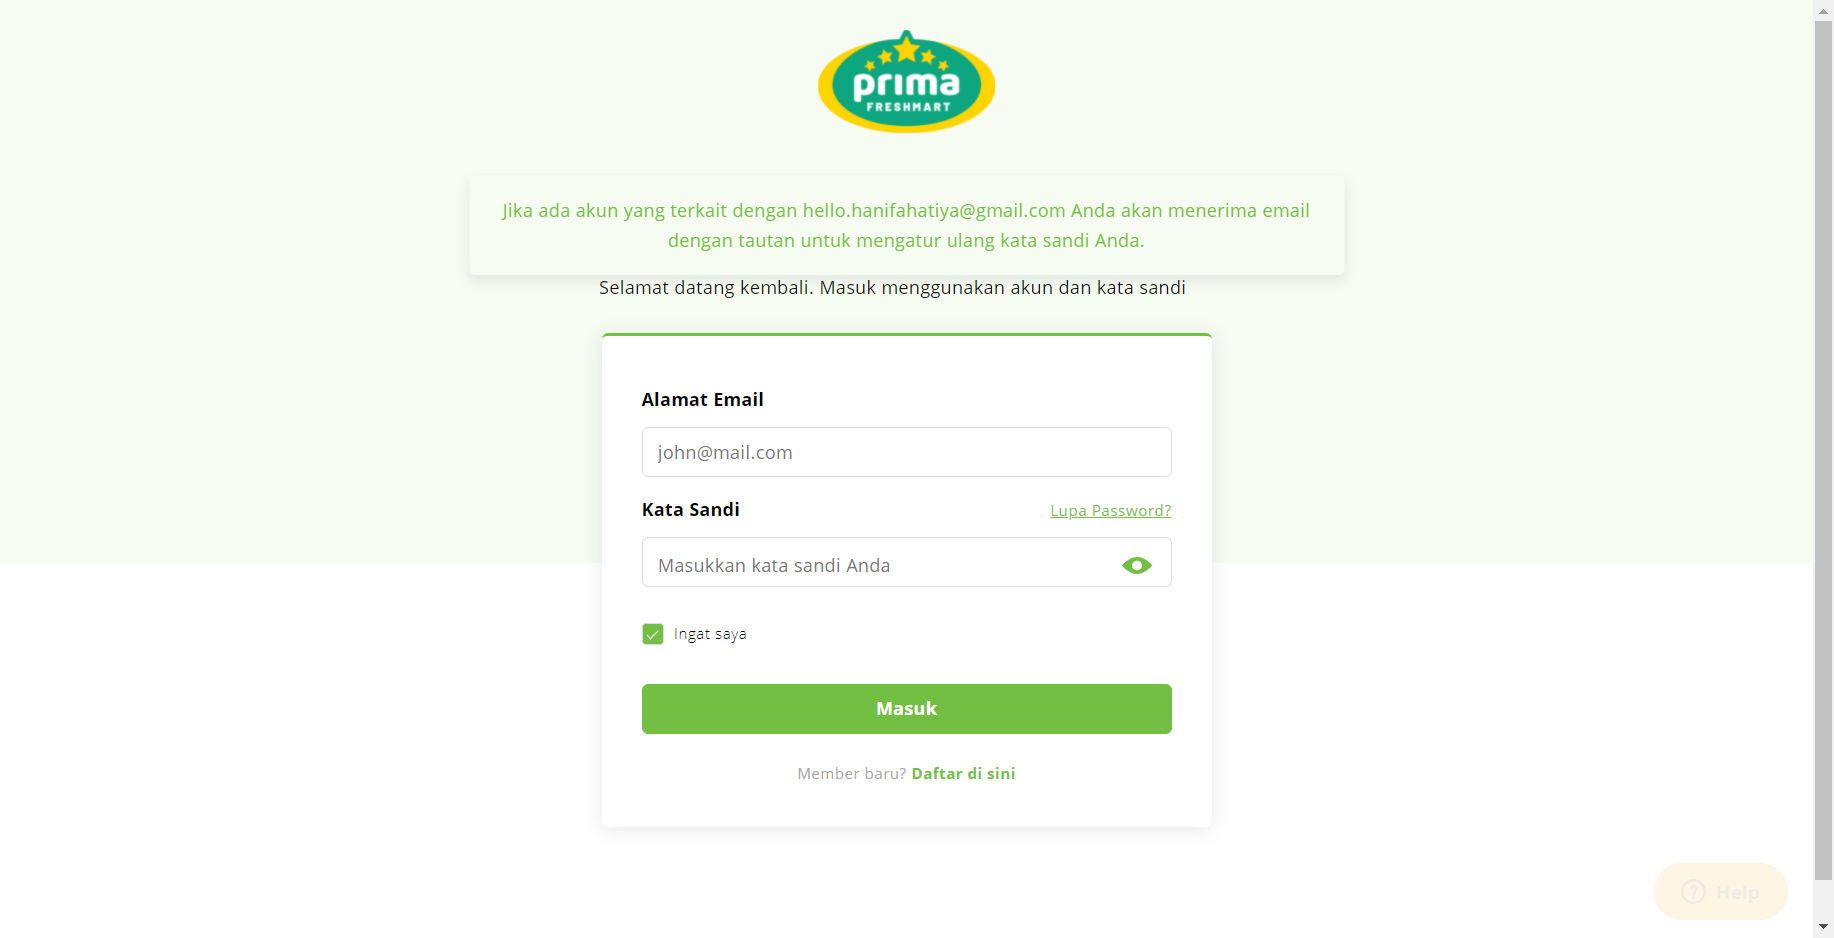 prima
FRESHMART
Jika ada akun yang terkait dengan hello.hanifahatiya@gmail.com Anda akan menerima email
dengan tautan untuk mengatur ulang kata sandi Anda.
Selamat datang kembali. Masuk menggunakan akun dan kata sandi
Alamat Email
john@mail.com
Kata Sandi
Lupa Password?
Masukkan kata sandi Anda
Ingat saya
Masuk
Member baru? Daftar di sini
Help